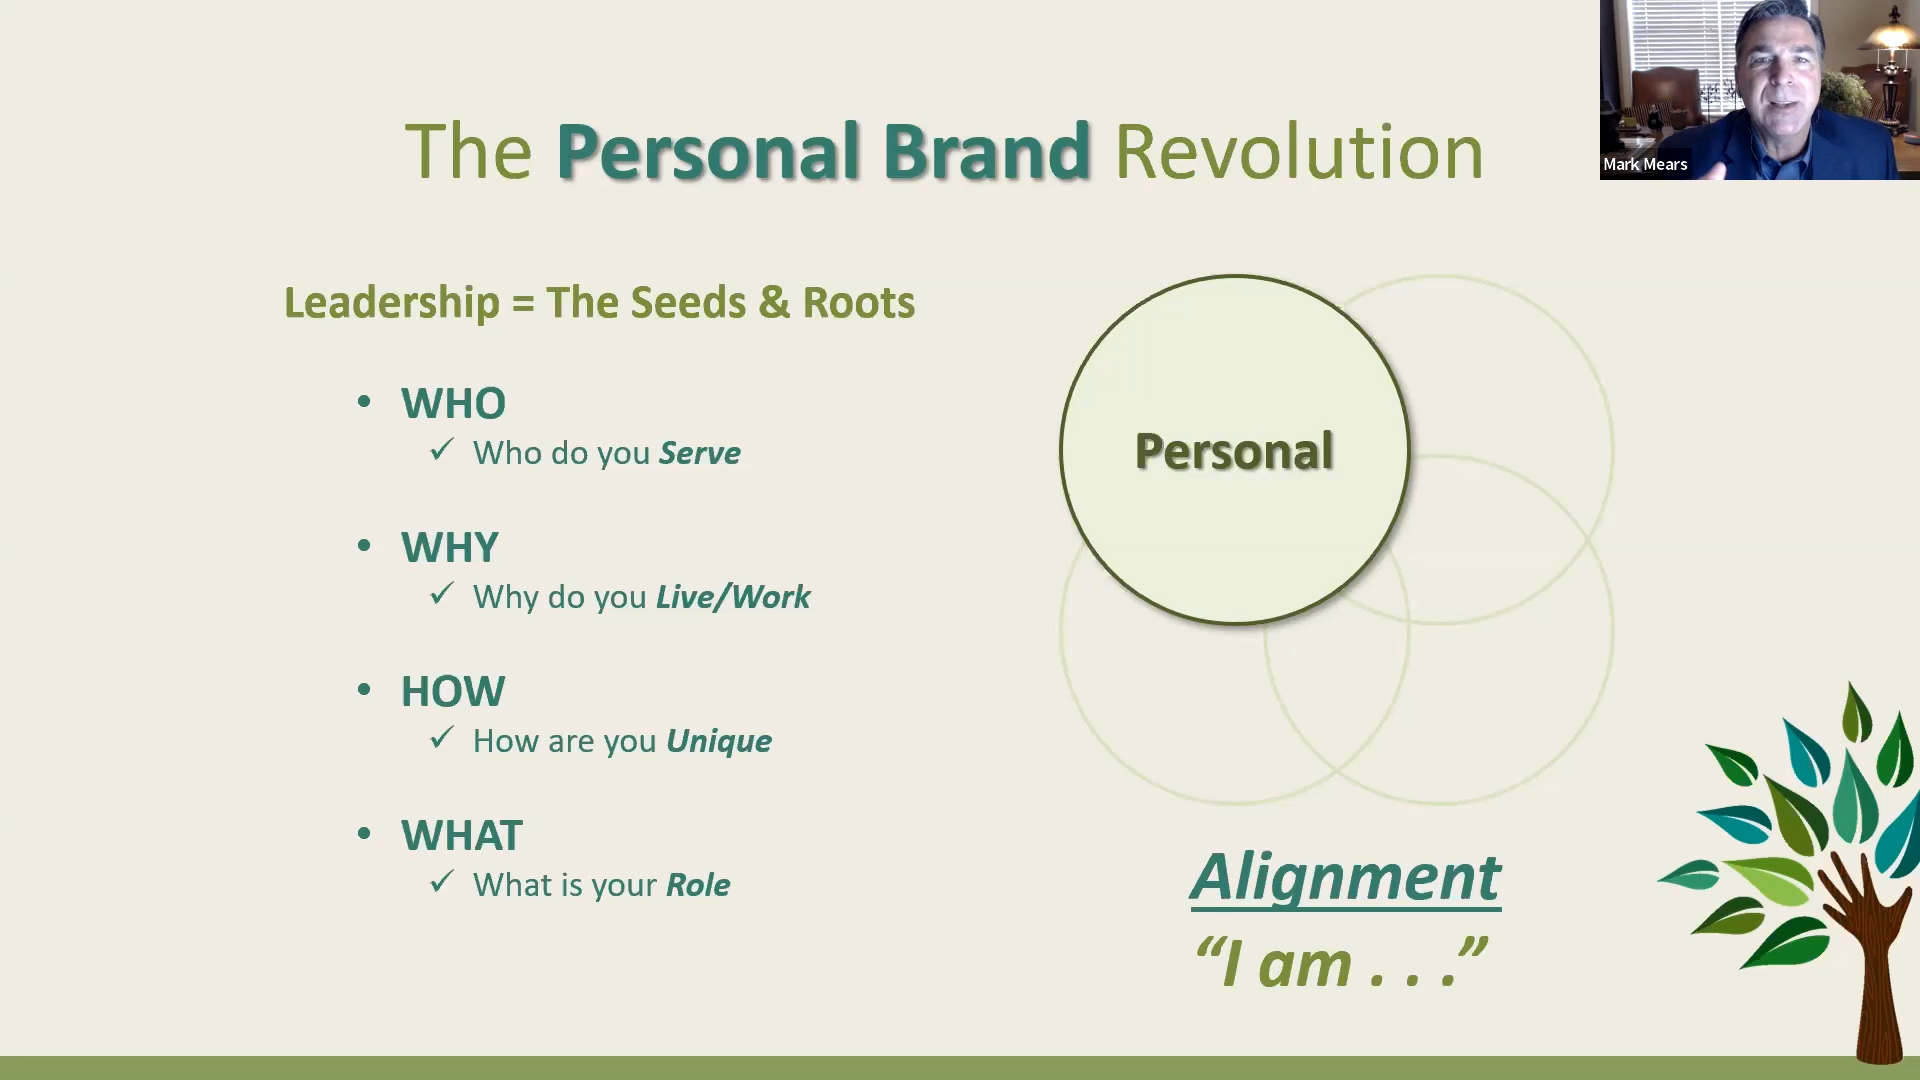 The Personal Brand Revolution
Mark Mears
Leadership = The Seeds & Roots
• WHO
✓ Who do you Serve
• WHY
✓ Why do you Live/Work
• HOW
✓ How are you Unique
• WHAT
✓ What is your Role
Personal
Alignment
“I am . . .”